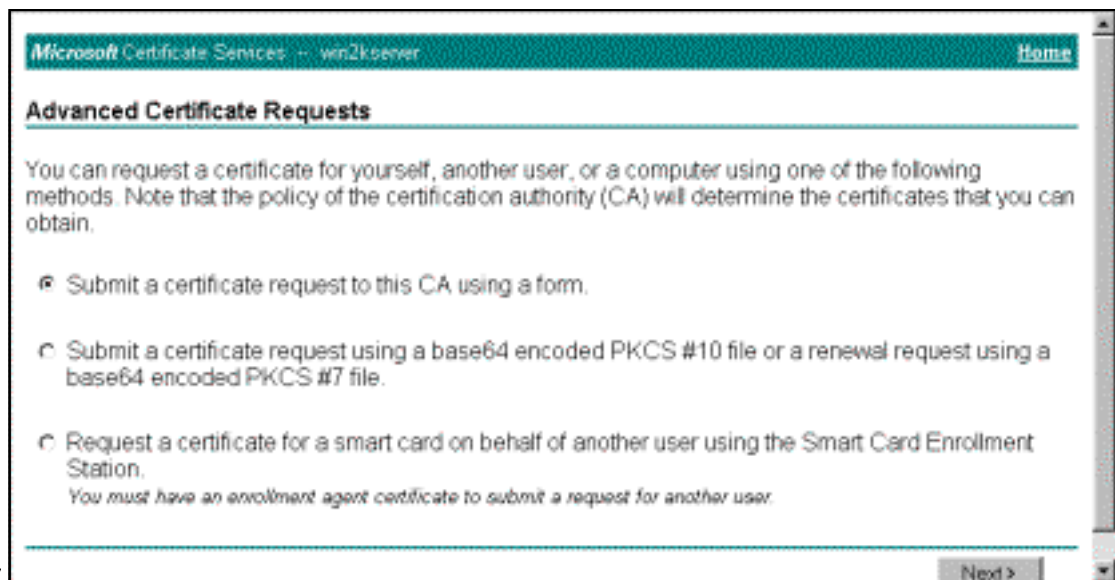 Microsoft Certificate Services -- win2kserver Home
Advanced Certificate Requests
You can request a certificate for yourself, another user, or a computer using one of the following
methods. Note that the policy of the certification authority (CA) will determine the certificates that you can
obtain.
Submit a certificate request to this CA using a form.
Submit a certificate request using a base64 encoded PKCS #10 file or a renewal request using a
base64 encoded PKCS #7 file.
Request a certificate for a smart card on behalf of another user using the Smart Card Enrollment
Station.
You must have an enrollment agent certificate to submit a request for another user.
Next >